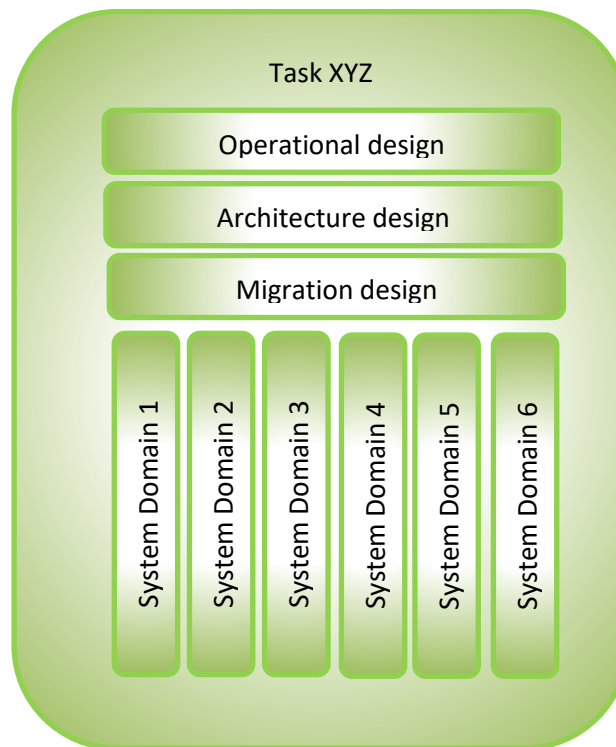 Task XYZ
Operational design
Architecture design
Migration design
System Domain 1
System Domain 2
System Domain 3
System Domain 4
System Domain 5
System Domain 6